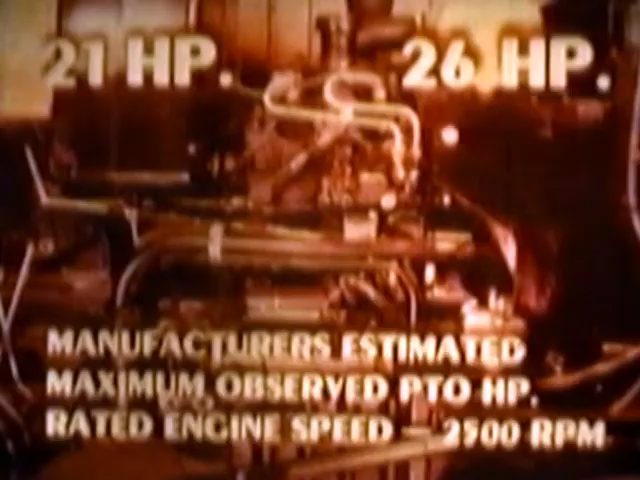 21 HP. 26 HP.
MANUFACTURERS ESTIMATED
MAXIMUM OBSERVED PTO HP.
RATED ENGINE SPEED — 2500 RPM